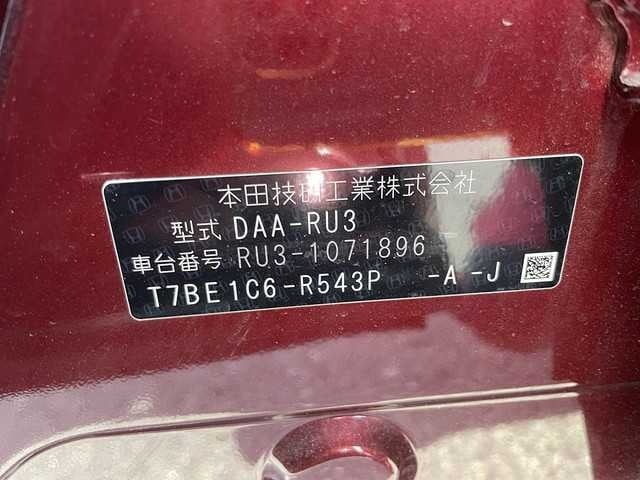 本田技研工業株式会社
型式 DAA-RU3
車台番号 RU3-1071896
T7BE1C6-R543P -A -J